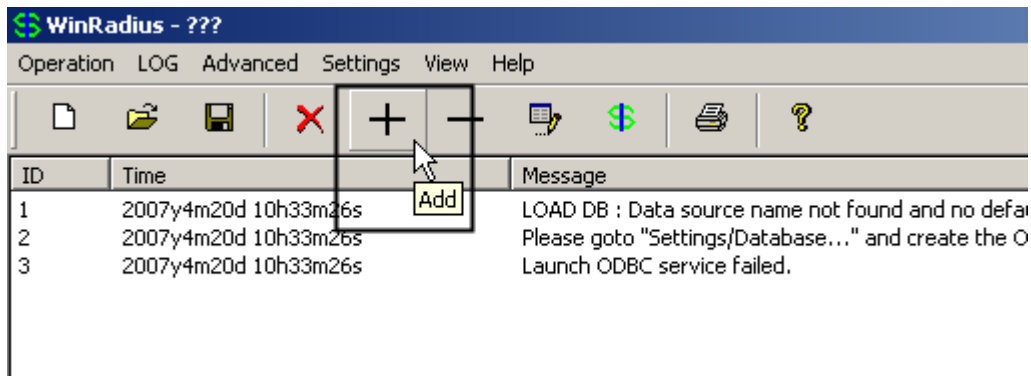 WinRadius - ???
Operation LOG Advanced Settings View Help
Add
ID Time Message
1 2007y4m20d 10h33m26s LOAD DB : Data source name not found and no defau
2 2007y4m20d 10h33m26s Please goto "Settings/Database..." and create the O
3 2007y4m20d 10h33m26s Launch ODBC service failed.